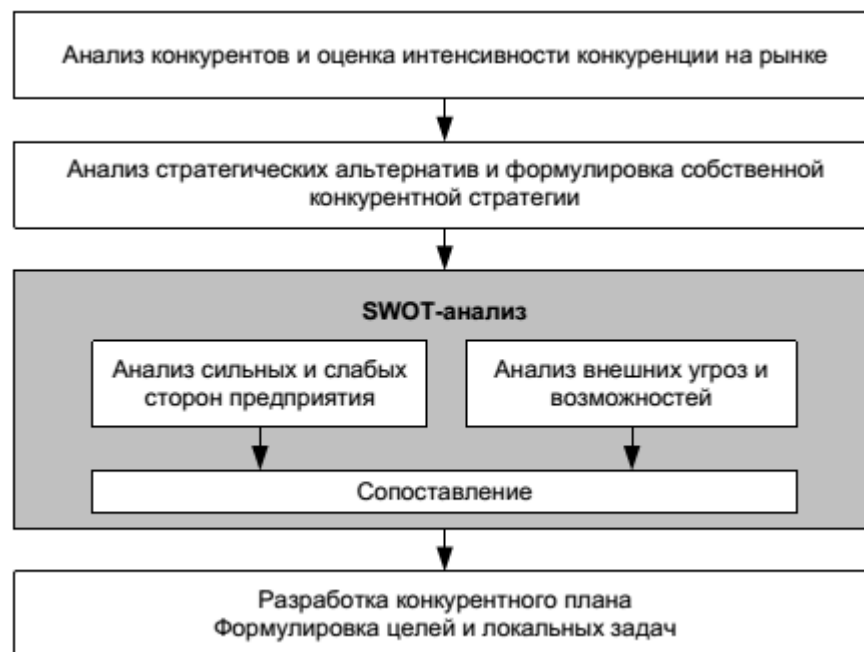 Анализ конкурентов и оценка интенсивности конкуренции на рынке
Анализ стратегических альтернатив и формулировка собственной
конкурентной стратегии
SWOT-анализ
Анализ сильных и слабых
сторон предприятия
Анализ внешних угроз и
возможностей
Сопоставление
Разработка конкурентного плана
Формулировка целей и локальных задач